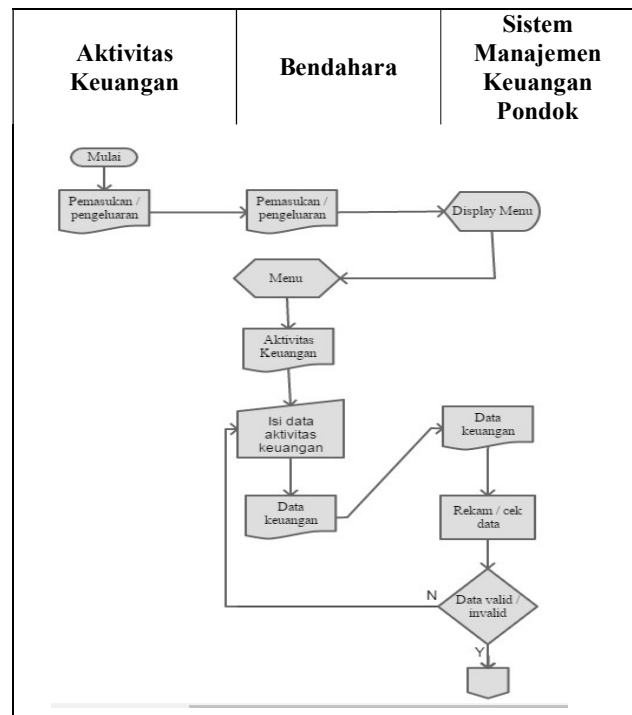 Aktivitas
Keuangan
Bendahara
Sistem
Manajemen
Keuangan
Pondok
Mulai
Pemasukan /
pengeluaran
Pemasukan /
pengeluaran
Display Menu
Menu
Aktivitas
Keuangan
Isi data
aktivitas
keuangan
Data
keuangan
Data
keuangan
Rekam / cek
data
Data valid /
invalid
N
Y